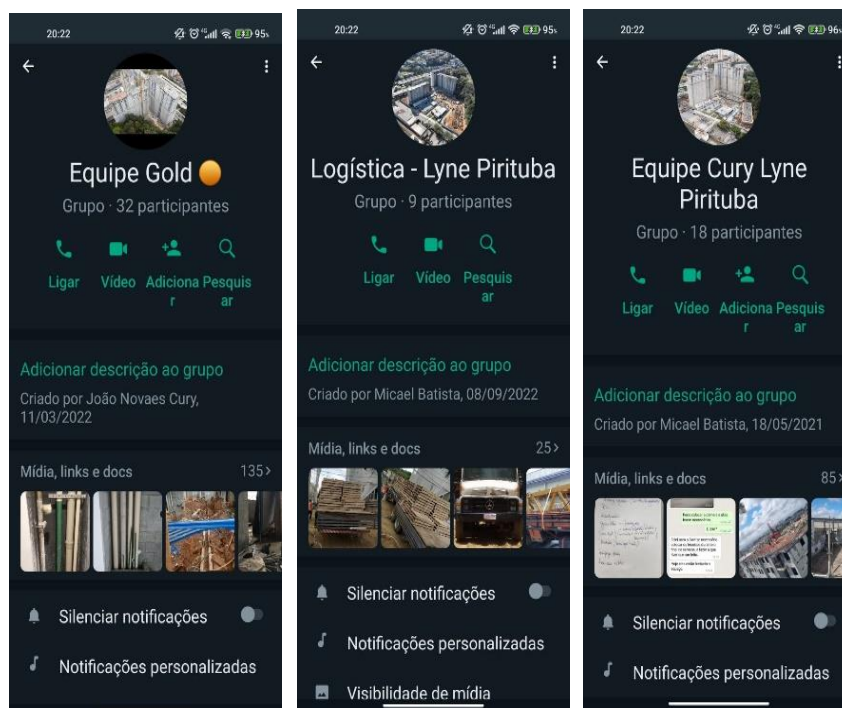 20:22
95%
Equipe Gold
Grupo · 32 participantes
Ligar
Vídeo
Adiciona
r
Pesquis
ar
Adicionar descrição ao grupo
Criado por João Novaes Cury,
11/03/2022
Mídia, links e docs
135
Silenciar notificações
Notificações personalizadas
20:22
95%
Logística - Lyne Pirituba
Grupo · 9 participantes
Ligar
Vídeo
Pesquis
ar
Adicionar descrição ao grupo
Criado por Micael Batista, 08/09/2022
Mídia, links e docs
25
Silenciar notificações
Notificações personalizadas
Visibilidade de mídia
20:22
96%
Equipe Cury Lyne
Pirituba
Grupo · 18 participantes
Ligar
Vídeo
Adiciona
r
Pesquis
ar
Adicionar descrição ao grupo
Criado por Micael Batista, 18/05/2021
Mídia, links e docs
85
Silenciar notificações
Notificações personalizadas